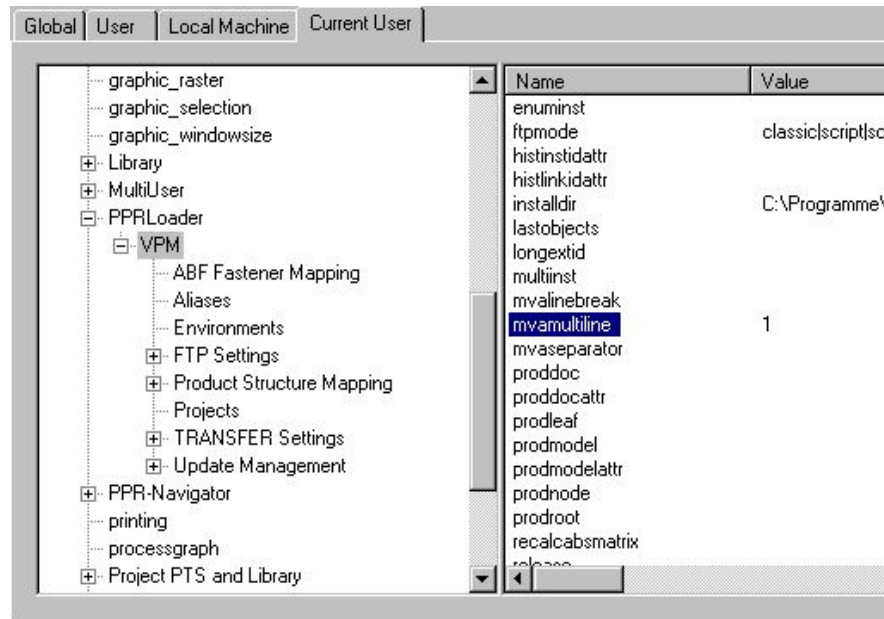 Global User Local Machine Current User
graphic_raster
graphic_selection
graphic_windowsize
Library
MultiUser
PPRLoader
VPM
ABF Fastener Mapping
Aliases
Environments
FTP Settings
Product Structure Mapping
Projects
TRANSFER Settings
Update Management
PPR-Navigator
printing
processgraph
Project PTS and Library
Name Value
enuminst
ftpmode classic|script|sc
histinstidattr
histlinkidattr
installdir C:\Programme\
lastobjects
longextid
multiinst
mvalinebreak
mvamultiline 1
mvaseparator
proddoc
proddocattr
prodleaf
prodmodel
prodmodelattr
prodnode
prodroot
recalcabsmatrix